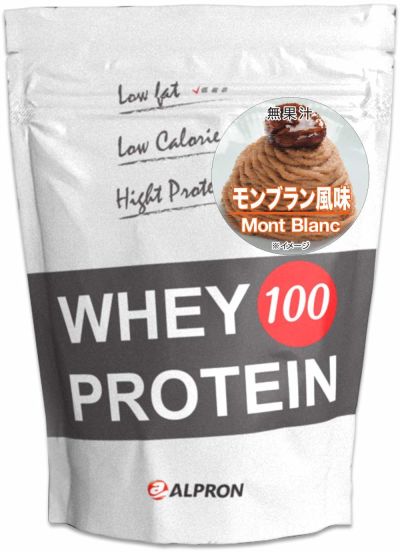 Low fat
Low Calorie
Hight Prote
無果汁
モンブラン風味
Mont Blanc
※イメージ
WHEY 100
PROTEIN
ALPRON